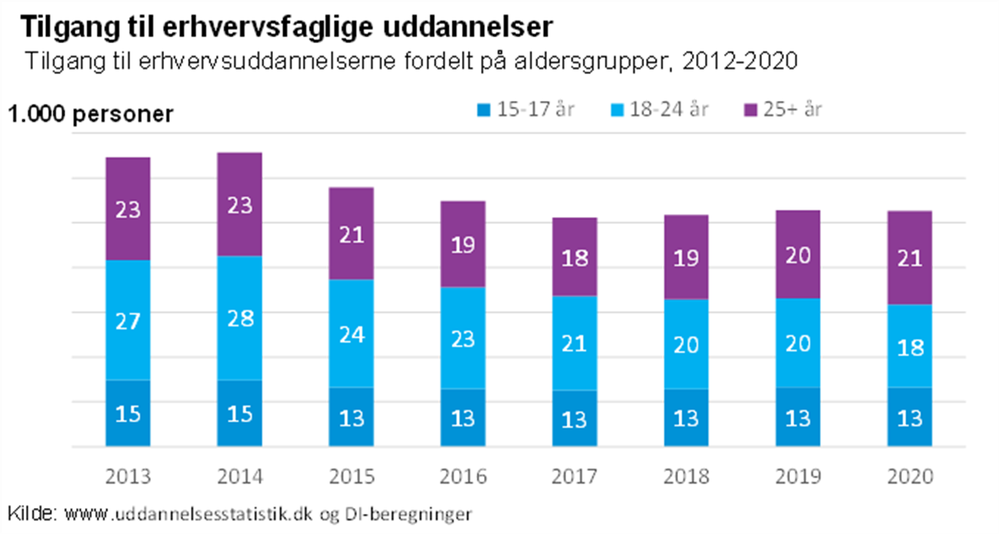 Tilgang til erhvervsfaglige uddannelser
Tilgang til erhvervsuddannelserne fordelt på aldersgrupper, 2012-2020
1.000 personer
15-17 år 18-24 år 25+ år
23 23 21 19 18 19 20 21
27 28 24 23 21 20 20 18
15 15 13 13 13 13 13 13
2013 2014 2015 2016 2017 2018 2019 2020
Kilde: www.uddannelsesstatistik.dk og DI-beregninger